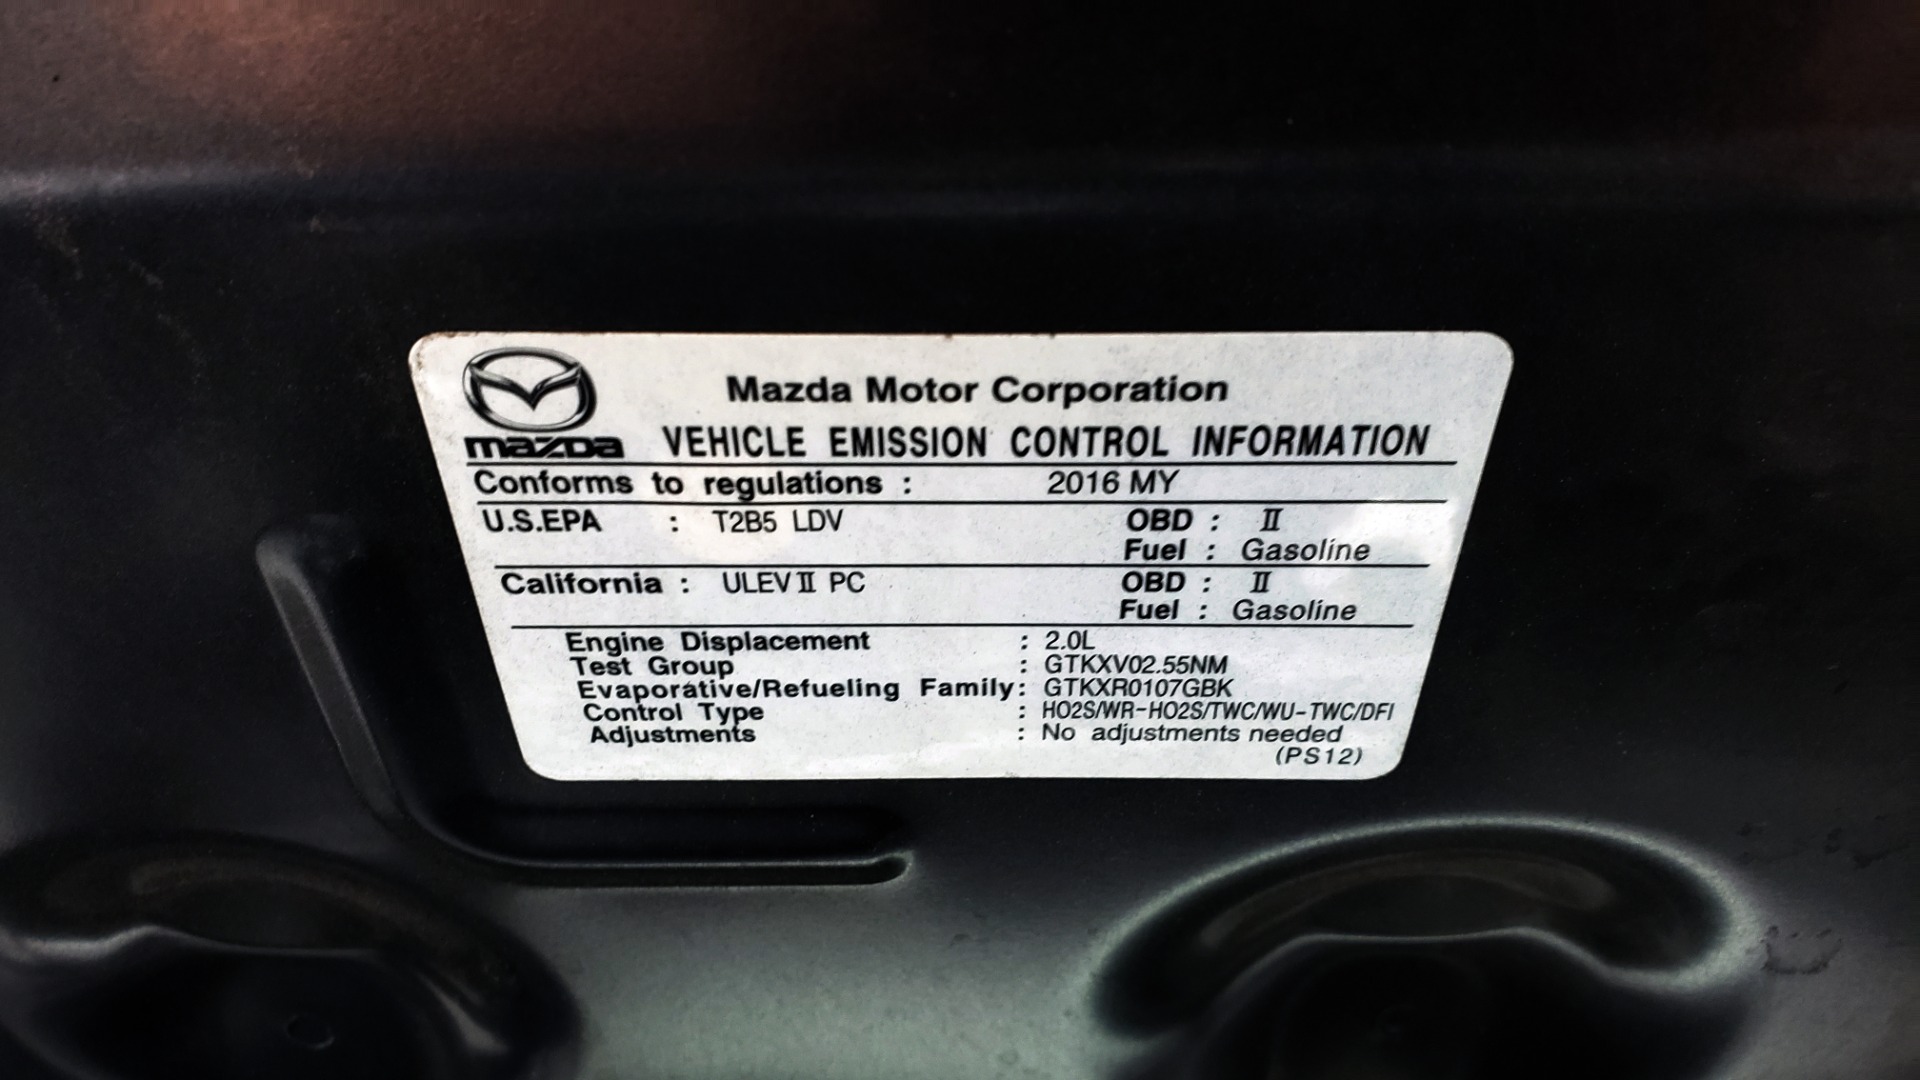 Mazda Motor Corporation
mazda VEHICLE EMISSION CONTROL INFORMATION
Conforms to regulations : 2016 MY
U.S.EPA : T2B5 LDV OBD : II
Fuel : Gasoline
California : ULEV II PC OBD : II
Fuel : Gasoline
Engine Displacement : 2.0L
Test Group : GTKXV02.55NM
Evaporative/Refueling Family: GTKXR0107GBK
Control Type : HO2S/WR-HO2S/TWC/WU-TWC/DFI
Adjustments : No adjustments needed
(PS12)